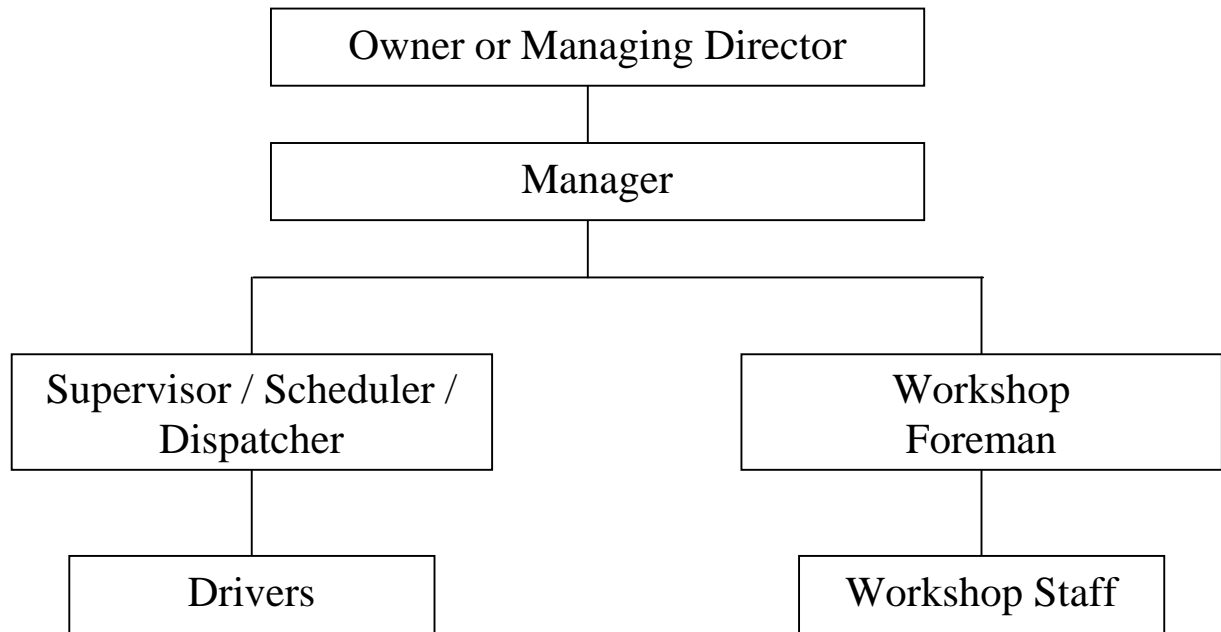 Owner or Managing Director
Manager
Supervisor / Scheduler /
Dispatcher
Workshop
Foreman
Drivers
Workshop Staff